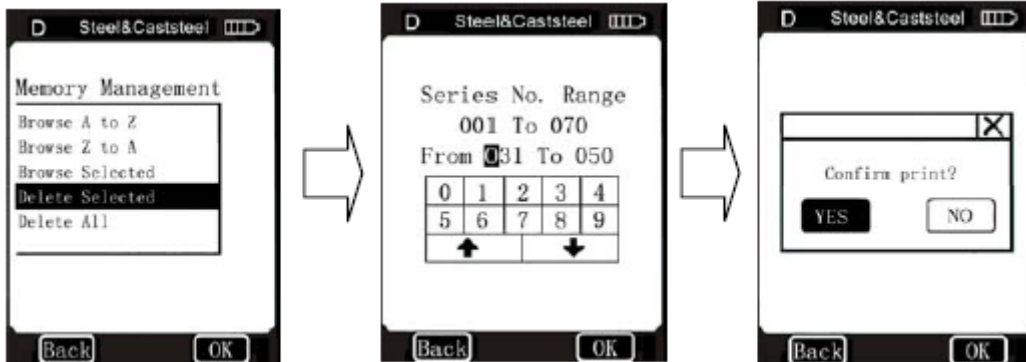 D Steel&Caststeel
Memory Management
Browse A to Z
Browse Z to A
Browse Selected
Delete Selected
Delete All
Back OK
D Steel&Caststeel
Series No. Range
001 To 070
From 031 To 050
0 1 2 3 4
5 6 7 8 9
Back OK
D Steel&Caststeel
X
Confirm print?
YES NO
Back OK